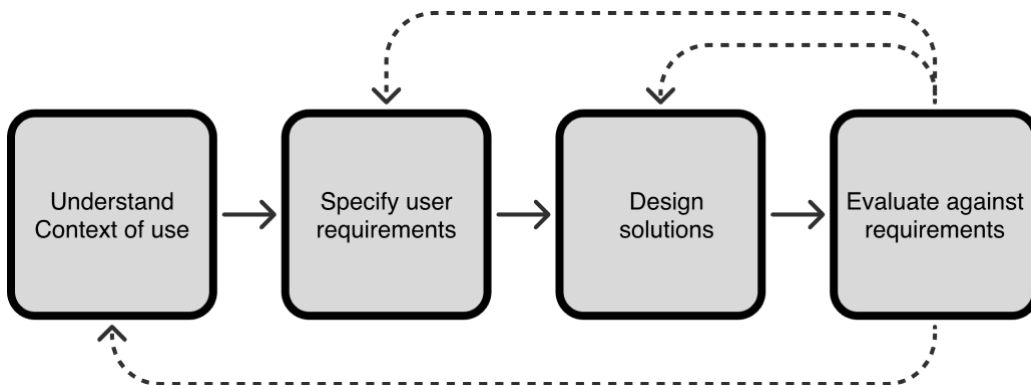 Understand
Context of use
Specify user
requirements
Design
solutions
Evaluate against
requirements